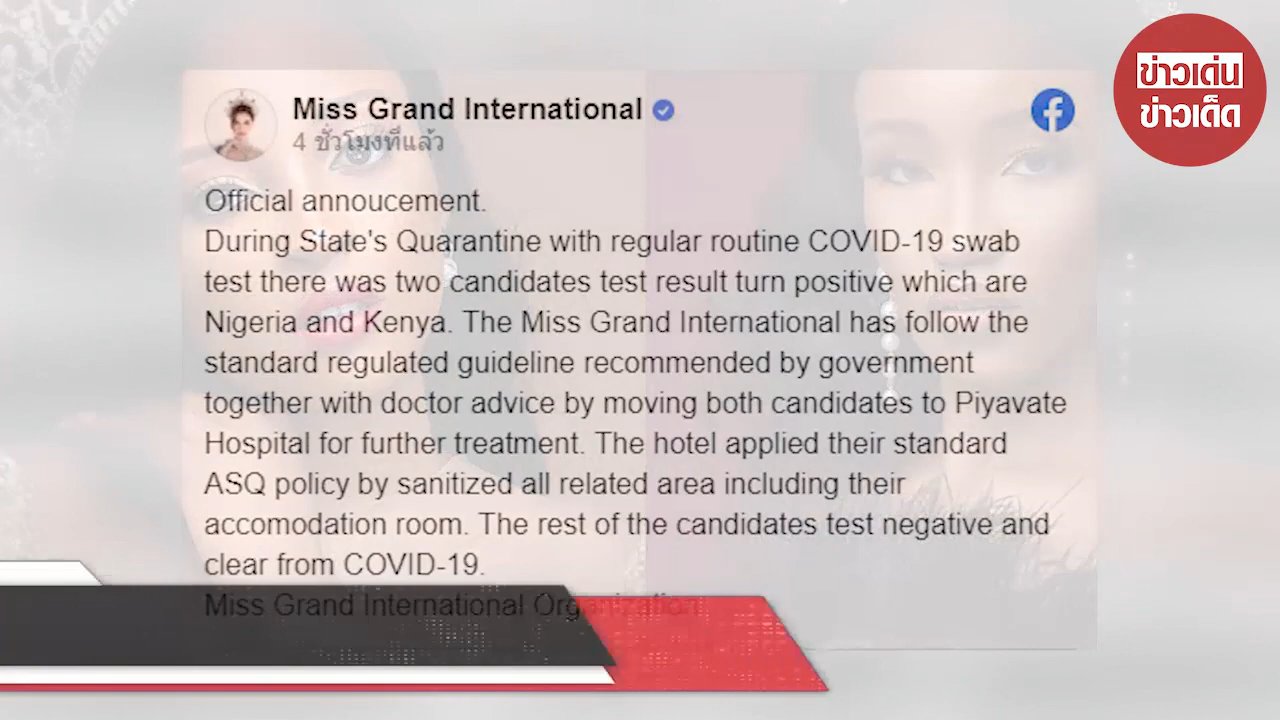 ข่าวเด่น
ข่าวเด็ด
Miss Grand International
4 ชั่วโมงที่แล้ว
Official annoucement.
During State's Quarantine with regular routine COVID-19 swab
test there was two candidates test result turn positive which are
Nigeria and Kenya. The Miss Grand International has follow the
standard regulated guideline recommended by government
together with doctor advice by moving both candidates to Piyavate
Hospital for further treatment. The hotel applied their standard
ASQ policy by sanitized all related area including their
accomodation room. The rest of the candidates test negative and
clear from COVID-19.
Miss Grand International Organization